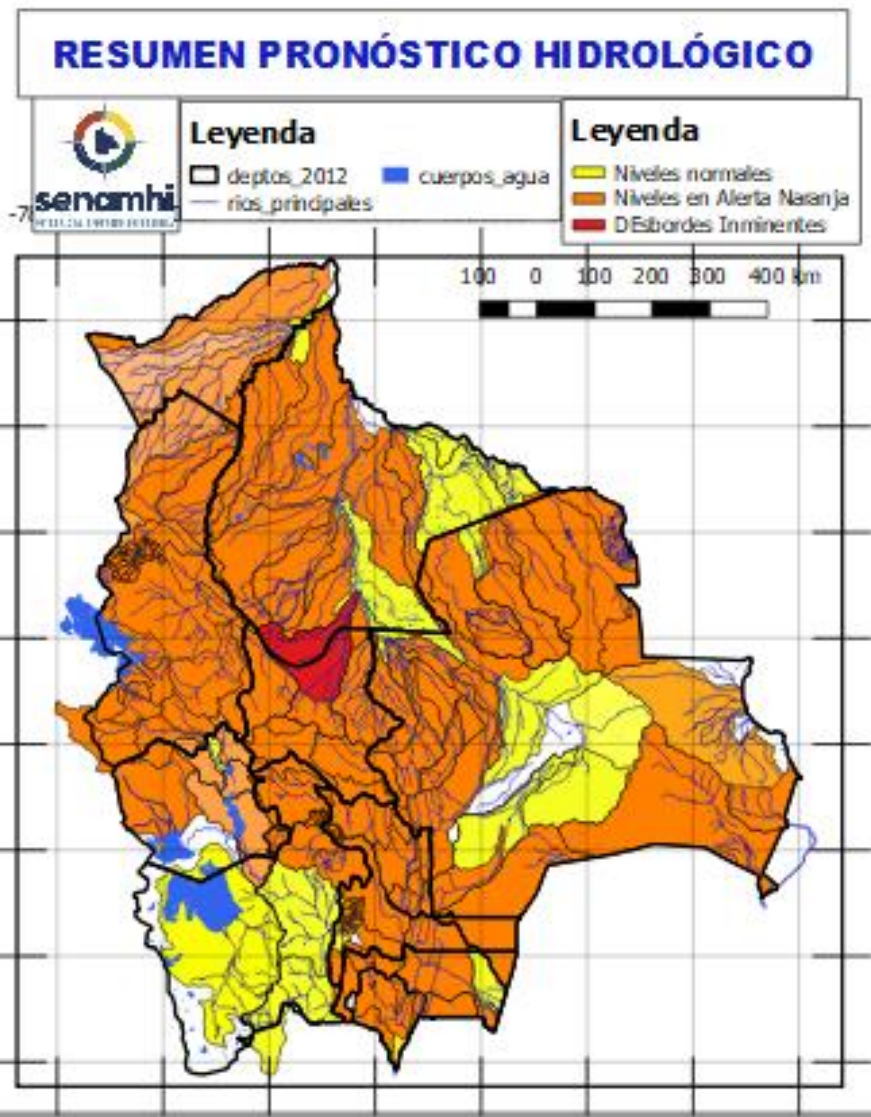 RESUMEN PRONÓSTICO HIDROLÓGICO
Leyenda
deptos_2012
cuerpos_agua
rios_principales
Leyenda
Niveles normales
Niveles en Alerta Naranja
DEsbordes Inminentes
senamhi
100 0 100 200 300 400 km